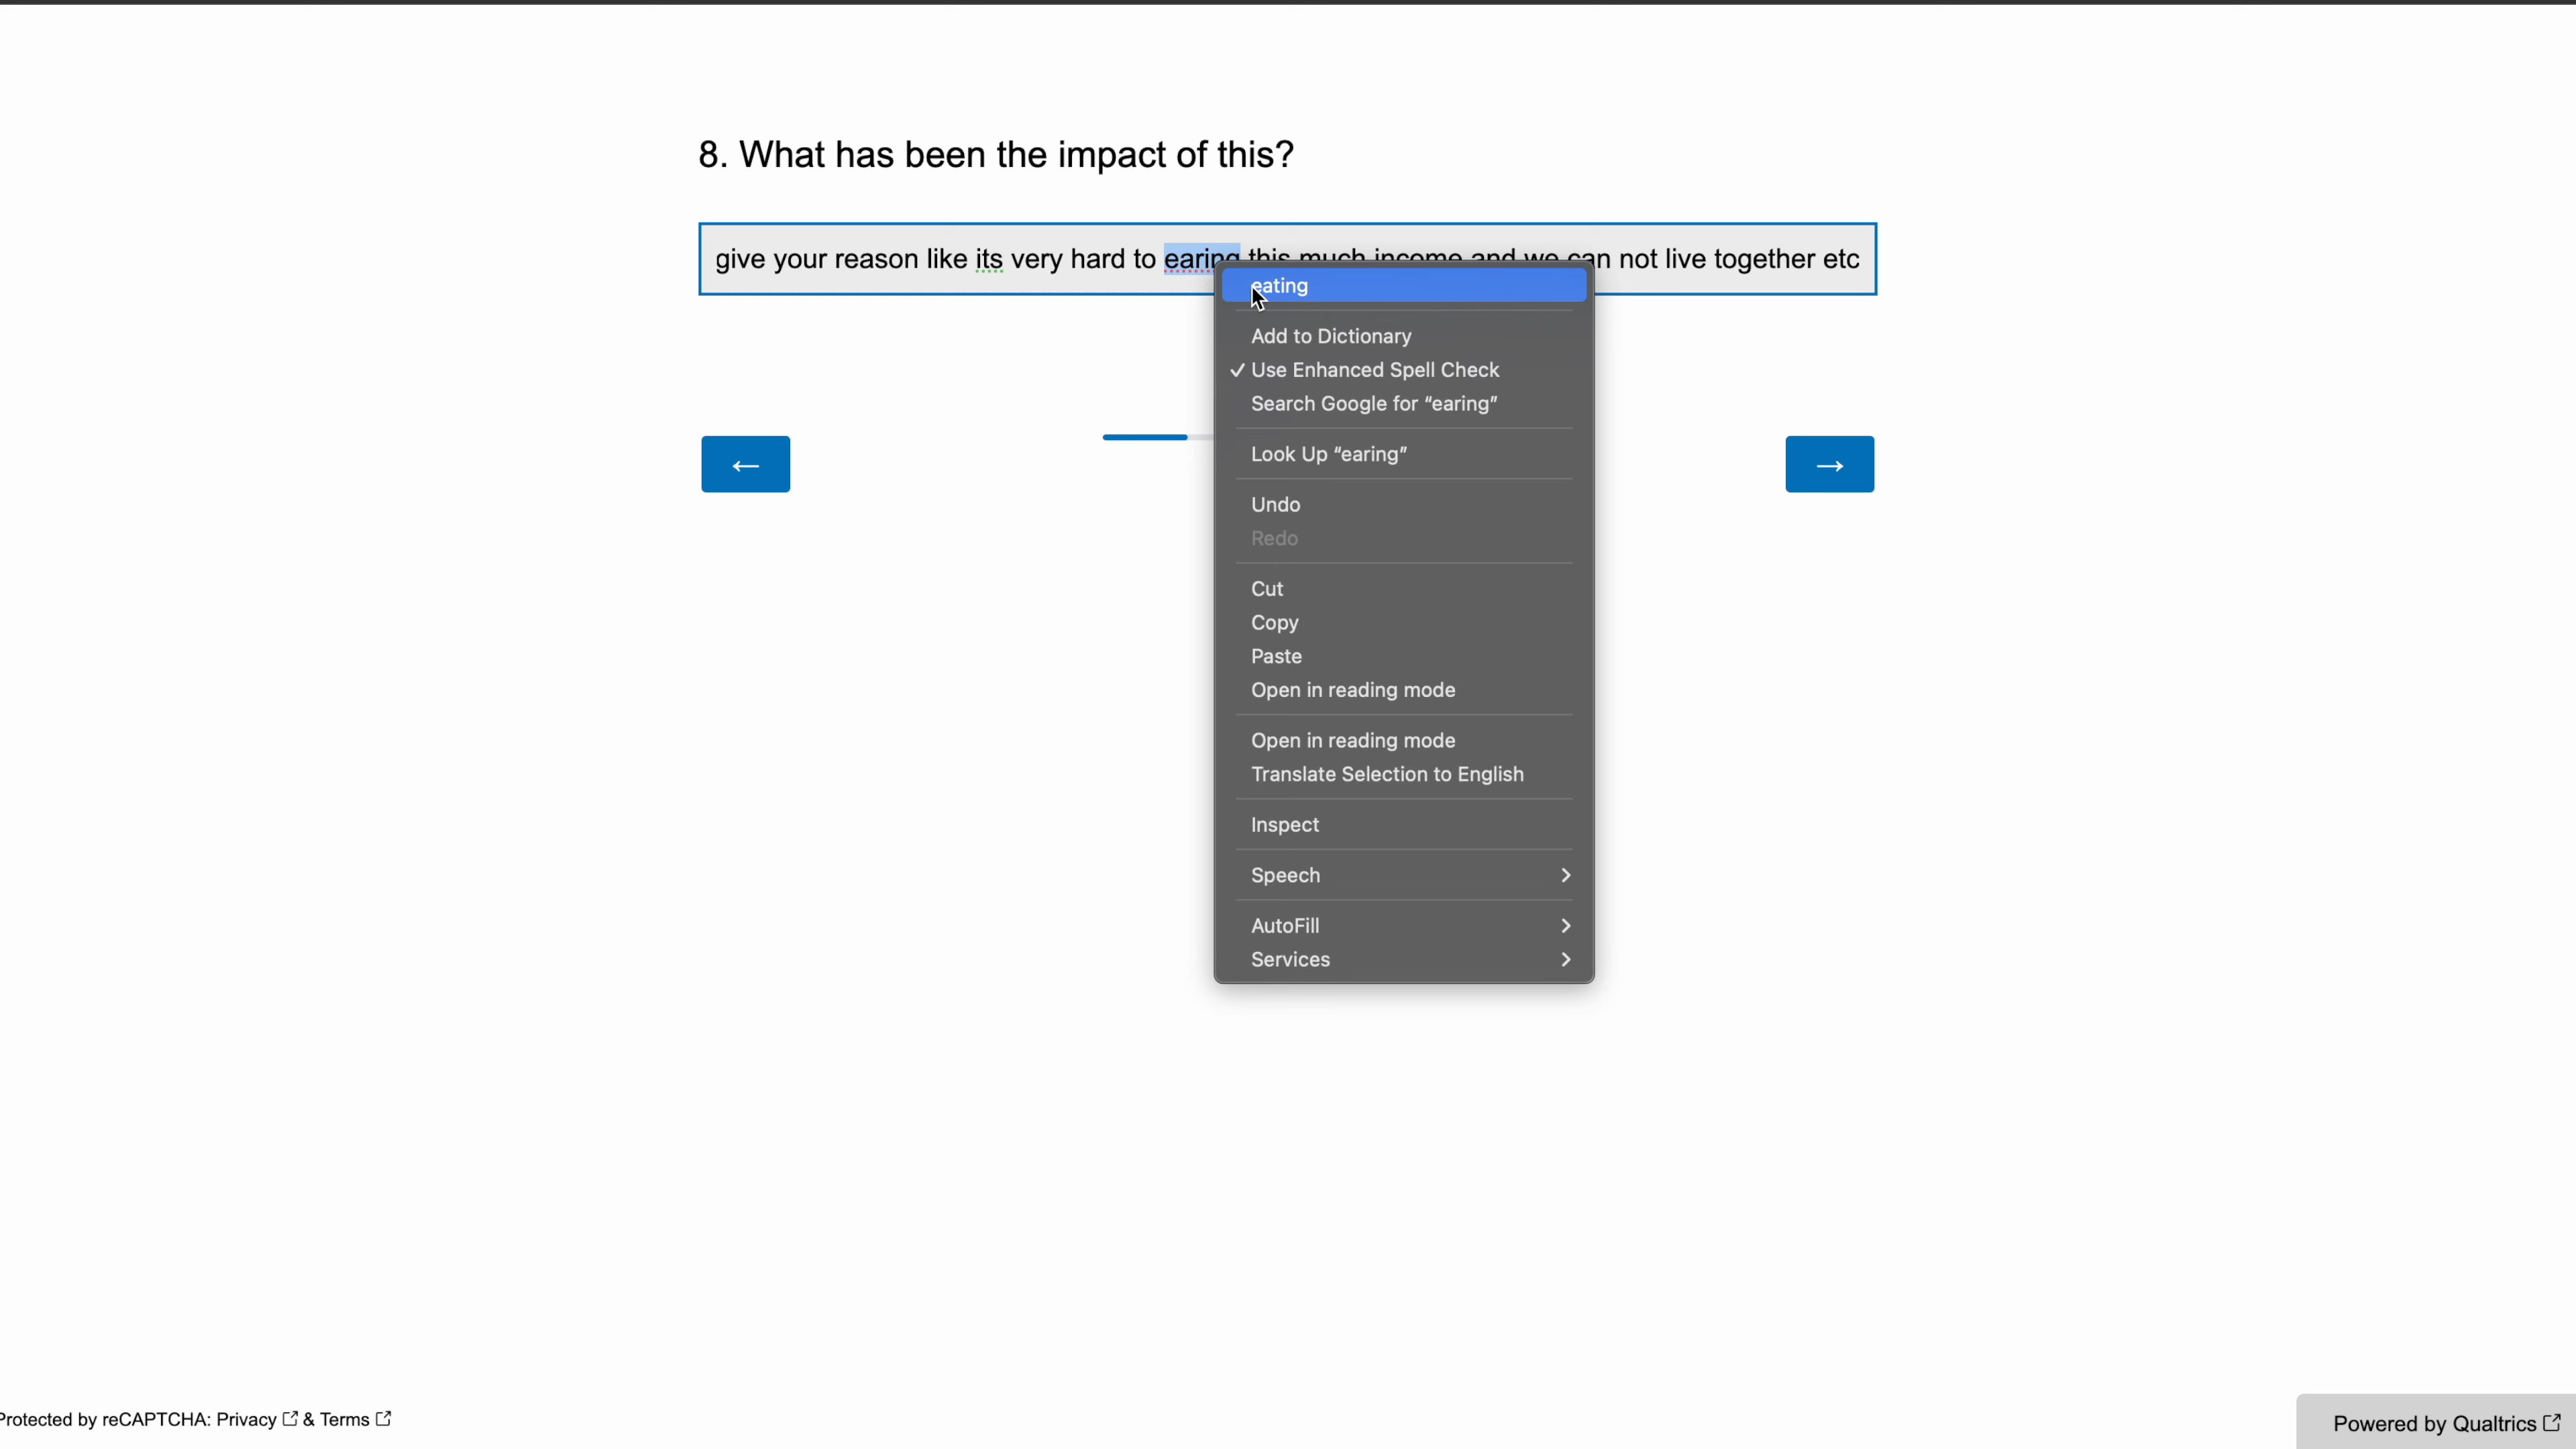 8. What has been the impact of this?
give your reason like its very hard to earing this much income and we can not live together etc
eating
Add to Dictionary
✓ Use Enhanced Spell Check
Search Google for “earing”
Look Up “earing”
Undo
Redo
Cut
Copy
Paste
Open in reading mode
Open in reading mode
Translate Selection to English
Inspect
Speech
AutoFill
Services
Protected by reCAPTCHA: Privacy & Terms
Powered by Qualtrics